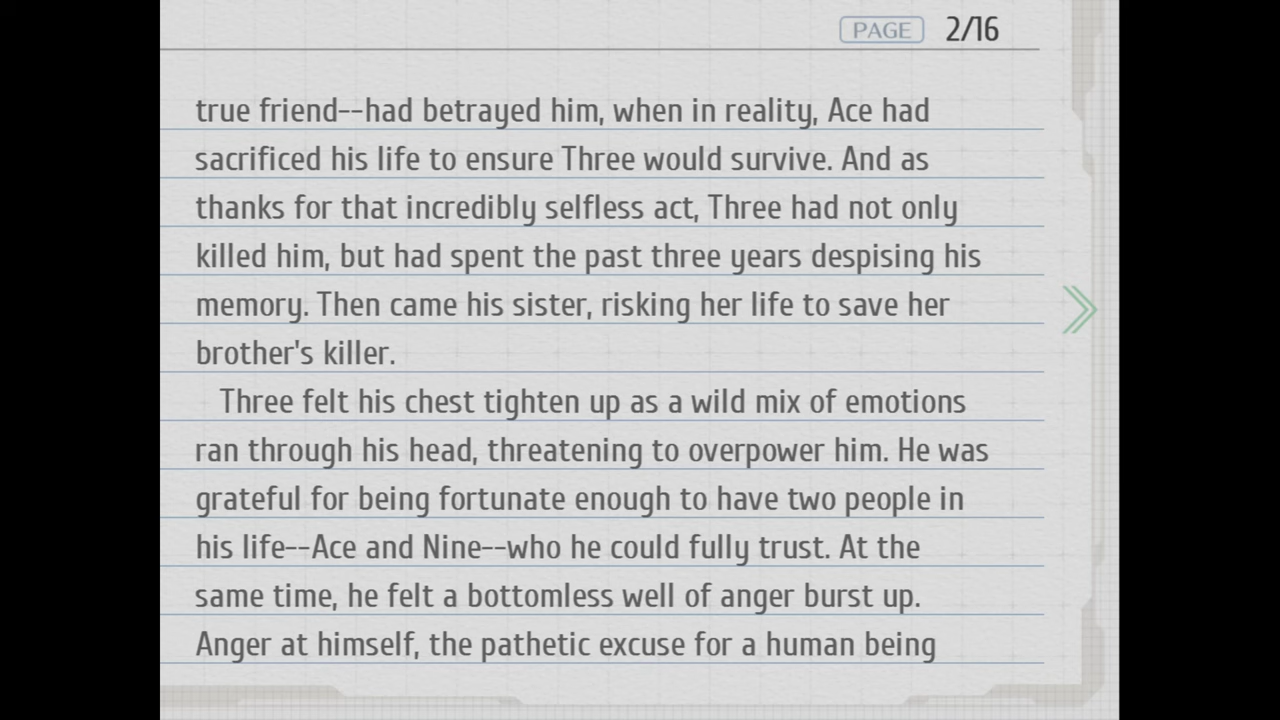 PAGE 2/16
true friend--had betrayed him, when in reality, Ace had
sacrificed his life to ensure Three would survive. And as
thanks for that incredibly selfless act, Three had not only
killed him, but had spent the past three years despising his
memory. Then came his sister, risking her life to save her
brother's killer.
Three felt his chest tighten up as a wild mix of emotions
ran through his head, threatening to overpower him. He was
grateful for being fortunate enough to have two people in
his life--Ace and Nine--who he could fully trust. At the
same time, he felt a bottomless well of anger burst up.
Anger at himself, the pathetic excuse for a human being